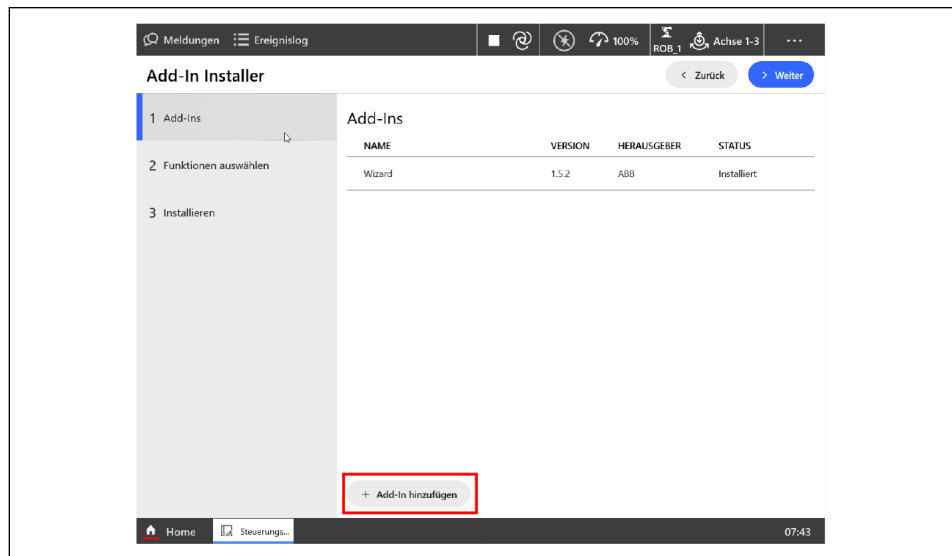 Meldungen Ereignislog 100% ROB_1 Achse 1-3 ...
Add-In Installer
Zurück Weiter
1 Add-Ins
2 Funktionen auswählen
3 Installieren
Add-Ins
NAME VERSION HERAUSGEBER STATUS
Wizard 1.5.2 ABB Installiert
+ Add-In hinzufügen
Home Steuerungs... 07:43